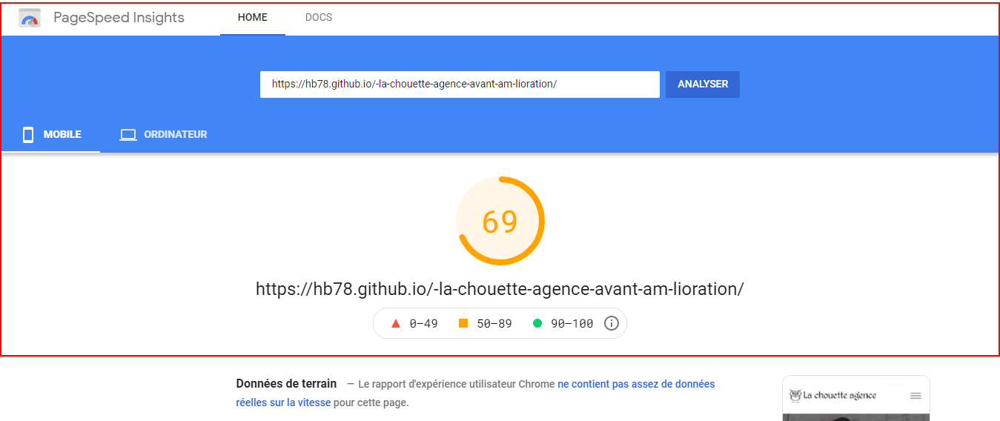 PageSpeed Insights HOME DOCS
https://hb78.github.io/-la-chouette-agence-avant-am-lioration/ ANALYSER
MOBILE ORDINATEUR
69
https://hb78.github.io/-la-chouette-agence-avant-am-lioration/
0–49 50–89 90–100
Données de terrain — Le rapport d'expérience utilisateur Chrome ne contient pas assez de données
réelles sur la vitesse pour cette page.
La chouette agence